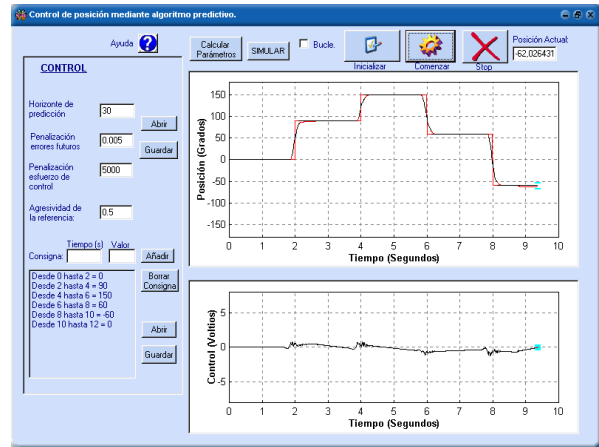 Control de posición mediante algoritmo predictivo.
Ayuda
CONTROL
Horizonte de predicción
30
Penalización errores futuros
0.005
Penalización esfuerzo de control
5000
Agresividad de la referencia:
0.5
Abrir
Guardar
Tiempo (s) Valor
Consigna:
Añadir
Desde 0 hasta 2 = 0
Desde 2 hasta 4 = 90
Desde 4 hasta 6 = 150
Desde 6 hasta 8 = 60
Desde 8 hasta 10 = -60
Desde 10 hasta 12 = 0
Borrar Consigna
Abrir
Guardar
Calcular Parámetros
SIMULAR
Bucle.
Inicializar
Comenzar
Stop
Posición Actual:
-62,026431
Posición (Grados)
150
100
50
0
-50
-100
-150
0 1 2 3 4 5 6 7 8 9 10
Tiempo (Segundos)
Control (Voltios)
5
0
-5
0 1 2 3 4 5 6 7 8 9 10
Tiempo (Segundos)